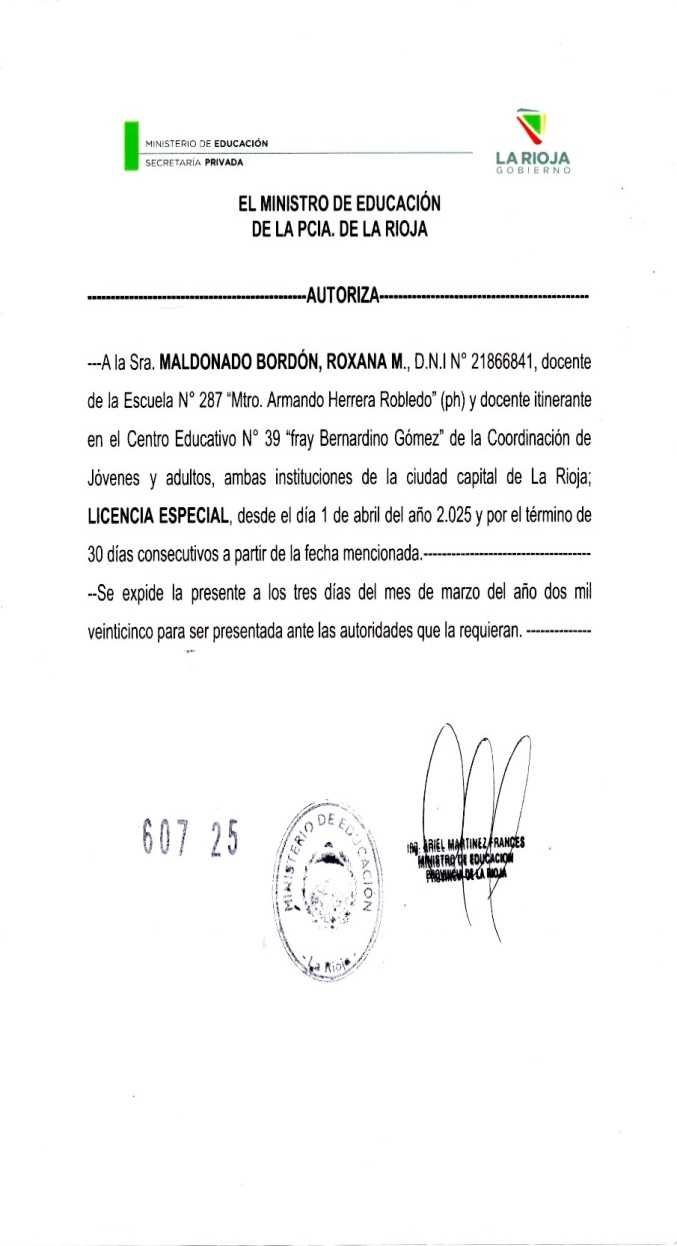 MINISTERIO DE EDUCACIÓN
SECRETARÍA PRIVADA
LA RIOJA
GOBIERNO
EL MINISTRO DE EDUCACIÓN
DE LA PCIA. DE LA RIOJA
-----------------------------------------------AUTORIZA---------------------------------------------
---A la Sra. MALDONADO BORDÓN, ROXANA M., D.N.I N° 21866841, docente
de la Escuela N° 287 “Mtro. Armando Herrera Robledo” (ph) y docente itinerante
en el Centro Educativo N° 39 “fray Bernardino Gómez” de la Coordinación de
Jóvenes y adultos, ambas instituciones de la ciudad capital de La Rioja;
LICENCIA ESPECIAL, desde el día 1 de abril del año 2.025 y por el término de
30 días consecutivos a partir de la fecha mencionada.------------------------------------
--Se expide la presente a los tres días del mes de marzo del año dos mil
veinticinco para ser presentada ante las autoridades que la requieran. --------------
607 25
MINISTERIO DE EDUCACIÓN
- La Rioja -
Ing. ARIEL MARTINEZ FRANCES
MINISTRO DE EDUCACION
PROVINCIA DE LA RIOJA